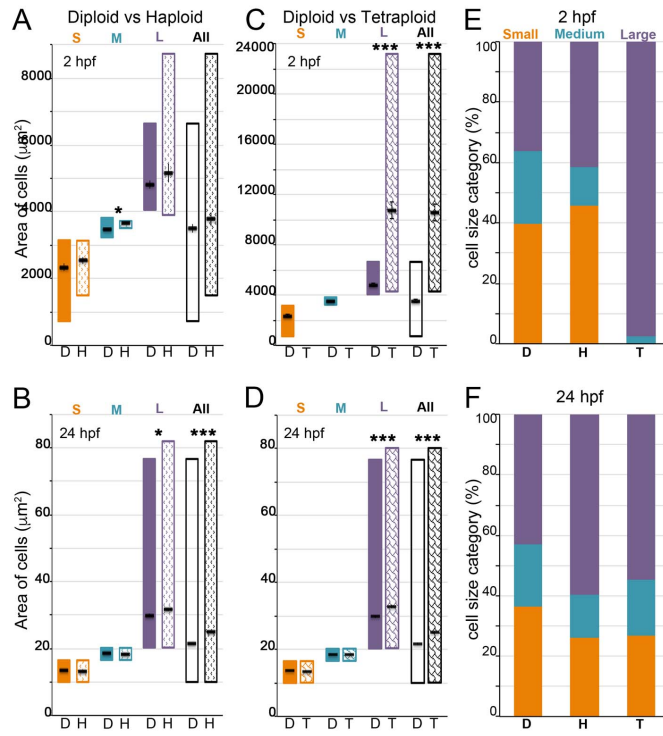 A
Diploid vs Haploid
S M L All
2 hpf
8000
6000
4000
2000
0
Area of cells (μm²)
*
D H D H D H D H
C
Diploid vs Tetraploid
S M L All
2 hpf
*** ***
24000
20000
16000
12000
8000
4000
0
D T D T D T D T
E
2 hpf
Small Medium Large
100
80
60
40
20
0
cell size category (%)
D H T
B
S M L All
24 hpf
* ***
80
60
40
20
0
Area of cells (μm²)
D H D H D H D H
D
S M L All
24 hpf
*** ***
80
60
40
20
0
D T D T D T D T
F
24 hpf
100
80
60
40
20
0
cell size category (%)
D H T